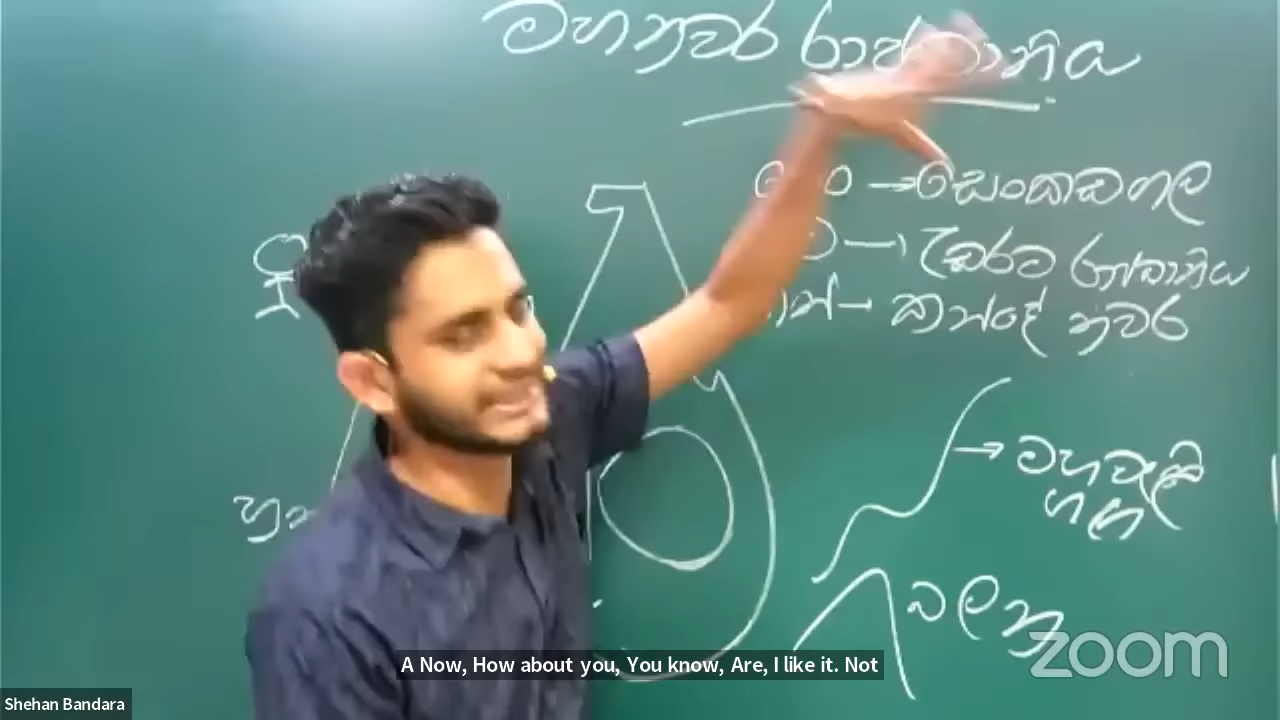 මහනුවර රාජධානිය
→ සෙංකඩගල
→ උඩරට රාජධානිය
→ කන්දේ නුවර
→ මහවැලි
ගඟ
බලන
zoom
A Now, How about you, You know, Are, I like it. Not
Shehan Bandara